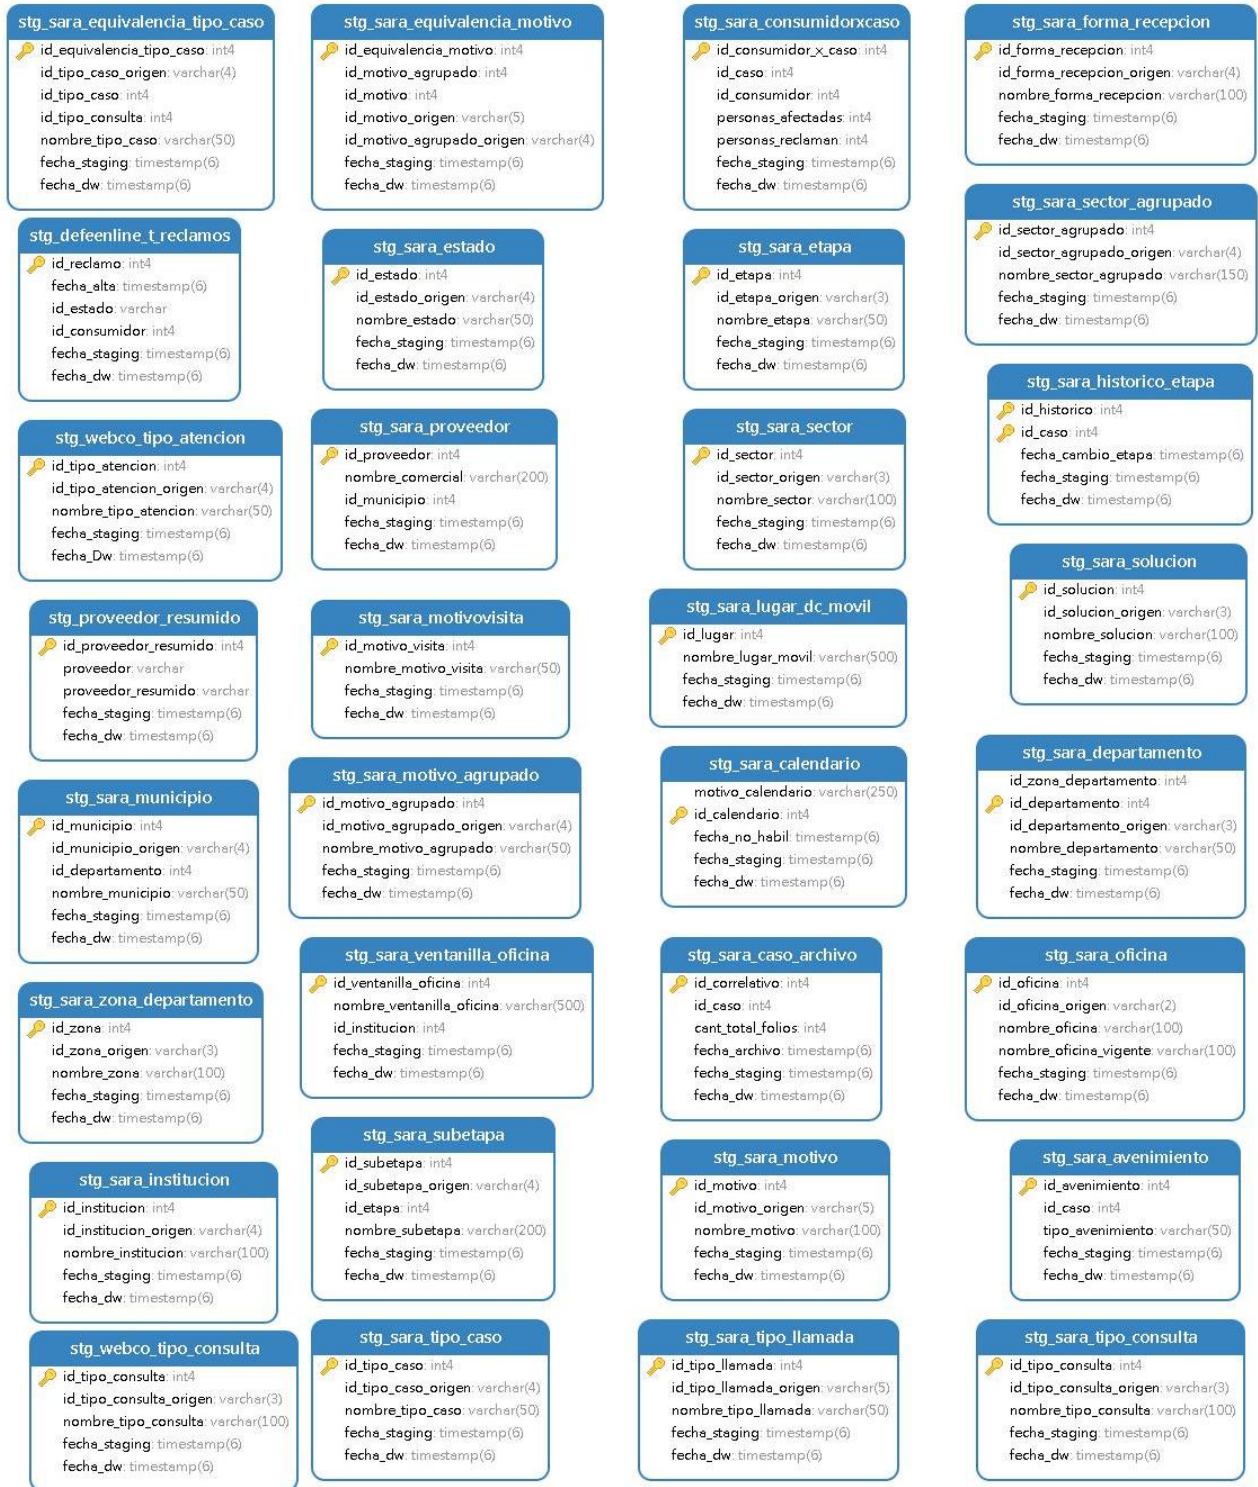 stg_sara_equivalencia_tipo_caso
id_equivalencia_tipo_caso: int4
id_tipo_caso_origen: varchar(4)
id_tipo_caso: int4
id_tipo_consulta: int4
nombre_tipo_caso: varchar(50)
fecha_staging: timestamp(6)
fecha_dw: timestamp(6)
stg_defeenline_t_reclamos
id_reclamo: int4
fecha_alta: timestamp(6)
id_estado: varchar
id_consumidor: int4
fecha_staging: timestamp(6)
fecha_dw: timestamp(6)
stg_webco_tipo_atencion
id_tipo_atencion: int4
id_tipo_atencion_origen: varchar(4)
nombre_tipo_atencion: varchar(50)
fecha_staging: timestamp(6)
fecha_Dw: timestamp(6)
stg_proveedor_resumido
id_proveedor_resumido: int4
proveedor: varchar
proveedor_resumido: varchar
fecha_staging: timestamp(6)
fecha_dw: timestamp(6)
stg_sara_municipio
id_municipio: int4
id_municipio_origen: varchar(4)
id_departamento: int4
nombre_municipio: varchar(50)
fecha_staging: timestamp(6)
fecha_dw: timestamp(6)
stg_sara_zona_departamento
id_zona: int4
id_zona_origen: varchar(3)
nombre_zona: varchar(100)
fecha_staging: timestamp(6)
fecha_dw: timestamp(6)
stg_sara_institucion
id_institucion: int4
id_institucion_origen: varchar(4)
nombre_institucion: varchar(100)
fecha_staging: timestamp(6)
fecha_dw: timestamp(6)
stg_webco_tipo_consulta
id_tipo_consulta: int4
id_tipo_consulta_origen: varchar(3)
nombre_tipo_consulta: varchar(100)
fecha_staging: timestamp(6)
fecha_dw: timestamp(6)
stg_sara_equivalencia_motivo
id_equivalencia_motivo: int4
id_motivo_agrupado: int4
id_motivo: int4
id_motivo_origen: varchar(5)
id_motivo_agrupado_origen: varchar(4)
fecha_staging: timestamp(6)
fecha_dw: timestamp(6)
stg_sara_estado
id_estado: int4
id_estado_origen: varchar(4)
nombre_estado: varchar(50)
fecha_staging: timestamp(6)
fecha_dw: timestamp(6)
stg_sara_proveedor
id_proveedor: int4
nombre_comercial: varchar(200)
id_municipio: int4
fecha_staging: timestamp(6)
fecha_dw: timestamp(6)
stg_sara_motivovisita
id_motivo_visita: int4
nombre_motivo_visita: varchar(50)
fecha_staging: timestamp(6)
fecha_dw: timestamp(6)
stg_sara_motivo_agrupado
id_motivo_agrupado: int4
id_motivo_agrupado_origen: varchar(4)
nombre_motivo_agrupado: varchar(50)
fecha_staging: timestamp(6)
fecha_dw: timestamp(6)
stg_sara_ventanilla_oficina
id_ventanilla_oficina: int4
nombre_ventanilla_oficina: varchar(500)
id_institucion: int4
fecha_staging: timestamp(6)
fecha_dw: timestamp(6)
stg_sara_subetapa
id_subetapa: int4
id_subetapa_origen: varchar(4)
id_etapa: int4
nombre_subetapa: varchar(200)
fecha_staging: timestamp(6)
fecha_dw: timestamp(6)
stg_sara_tipo_caso
id_tipo_caso: int4
id_tipo_caso_origen: varchar(4)
nombre_tipo_caso: varchar(50)
fecha_staging: timestamp(6)
fecha_dw: timestamp(6)
stg_sara_consumidorxcaso
id_consumidor_x_caso: int4
id_caso: int4
id_consumidor: int4
personas_afectadas: int4
personas_reclaman: int4
fecha_staging: timestamp(6)
fecha_dw: timestamp(6)
stg_sara_etapa
id_etapa: int4
id_etapa_origen: varchar(3)
nombre_etapa: varchar(50)
fecha_staging: timestamp(6)
fecha_dw: timestamp(6)
stg_sara_sector
id_sector: int4
id_sector_origen: varchar(3)
nombre_sector: varchar(100)
fecha_staging: timestamp(6)
fecha_dw: timestamp(6)
stg_sara_lugar_dc_movil
id_lugar: int4
nombre_lugar_movil: varchar(500)
fecha_staging: timestamp(6)
fecha_dw: timestamp(6)
stg_sara_calendario
motivo_calendario: varchar(250)
id_calendario: int4
fecha_no_habil: timestamp(6)
fecha_staging: timestamp(6)
fecha_dw: timestamp(6)
stg_sara_caso_archivo
id_correlativo: int4
id_caso: int4
cant_total_folios: int4
fecha_archivo: timestamp(6)
fecha_staging: timestamp(6)
fecha_dw: timestamp(6)
stg_sara_motivo
id_motivo: int4
id_motivo_origen: varchar(5)
nombre_motivo: varchar(100)
fecha_staging: timestamp(6)
fecha_dw: timestamp(6)
stg_sara_tipo_llamada
id_tipo_llamada: int4
id_tipo_llamada_origen: varchar(5)
nombre_tipo_llamada: varchar(50)
fecha_staging: timestamp(6)
fecha_dw: timestamp(6)
stg_sara_forma_recepcion
id_forma_recepcion: int4
id_forma_recepcion_origen: varchar(4)
nombre_forma_recepcion: varchar(100)
fecha_staging: timestamp(6)
fecha_dw: timestamp(6)
stg_sara_sector_agrupado
id_sector_agrupado: int4
id_sector_agrupado_origen: varchar(4)
nombre_sector_agrupado: varchar(150)
fecha_staging: timestamp(6)
fecha_dw: timestamp(6)
stg_sara_historico_etapa
id_historico: int4
id_caso: int4
fecha_cambio_etapa: timestamp(6)
fecha_staging: timestamp(6)
fecha_dw: timestamp(6)
stg_sara_solucion
id_solucion: int4
id_solucion_origen: varchar(3)
nombre_solucion: varchar(100)
fecha_staging: timestamp(6)
fecha_dw: timestamp(6)
stg_sara_departamento
id_zona_departamento: int4
id_departamento: int4
id_departamento_origen: varchar(3)
nombre_departamento: varchar(50)
fecha_staging: timestamp(6)
fecha_dw: timestamp(6)
stg_sara_oficina
id_oficina: int4
id_oficina_origen: varchar(2)
nombre_oficina: varchar(100)
nombre_oficina_vigente: varchar(100)
fecha_staging: timestamp(6)
fecha_dw: timestamp(6)
stg_sara_avenimiento
id_avenimiento: int4
id_caso: int4
tipo_avenimiento: varchar(50)
fecha_staging: timestamp(6)
fecha_dw: timestamp(6)
stg_sara_tipo_consulta
id_tipo_consulta: int4
id_tipo_consulta_origen: varchar(3)
nombre_tipo_consulta: varchar(100)
fecha_staging: timestamp(6)
fecha_dw: timestamp(6)